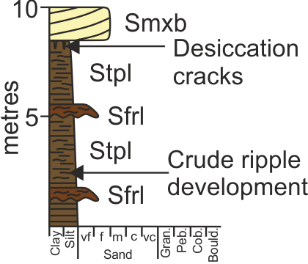 10
Smxb
Desiccation
cracks
Stpl
metres
5
Sfrl
Stpl
Crude ripple
development
Sfrl
Clay Silt vf f m c vc Gran. Peb. Cob. Bould.
Sand